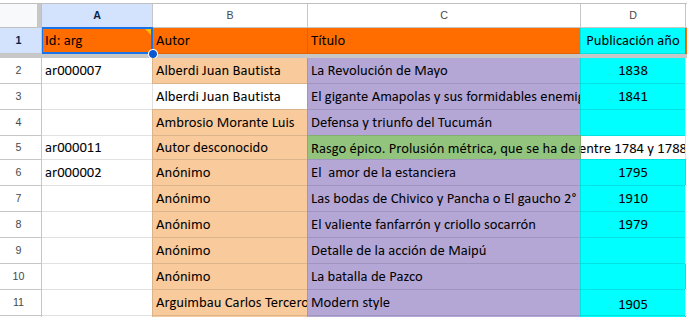 A B C D
1 Id: arg Autor Título Publicación año
2 ar000007 Alberdi Juan Bautista La Revolución de Mayo 1838
3 Alberdi Juan Bautista El gigante Amapolas y sus formidables enemig 1841
4 Ambrosio Morante Luis Defensa y triunfo del Tucumán
5 ar000011 Autor desconocido Rasgo épico. Prolusión métrica, que se ha de entre 1784 y 1788
6 ar000002 Anónimo El  amor de la estanciera 1795
7 Anónimo Las bodas de Chivico y Pancha o El gaucho 2° 1910
8 Anónimo El valiente fanfarrón y criollo socarrón 1979
9 Anónimo Detalle de la acción de Maipú
10 Anónimo La batalla de Pazco
11 Arguimbau Carlos Tercero Modern style 1905